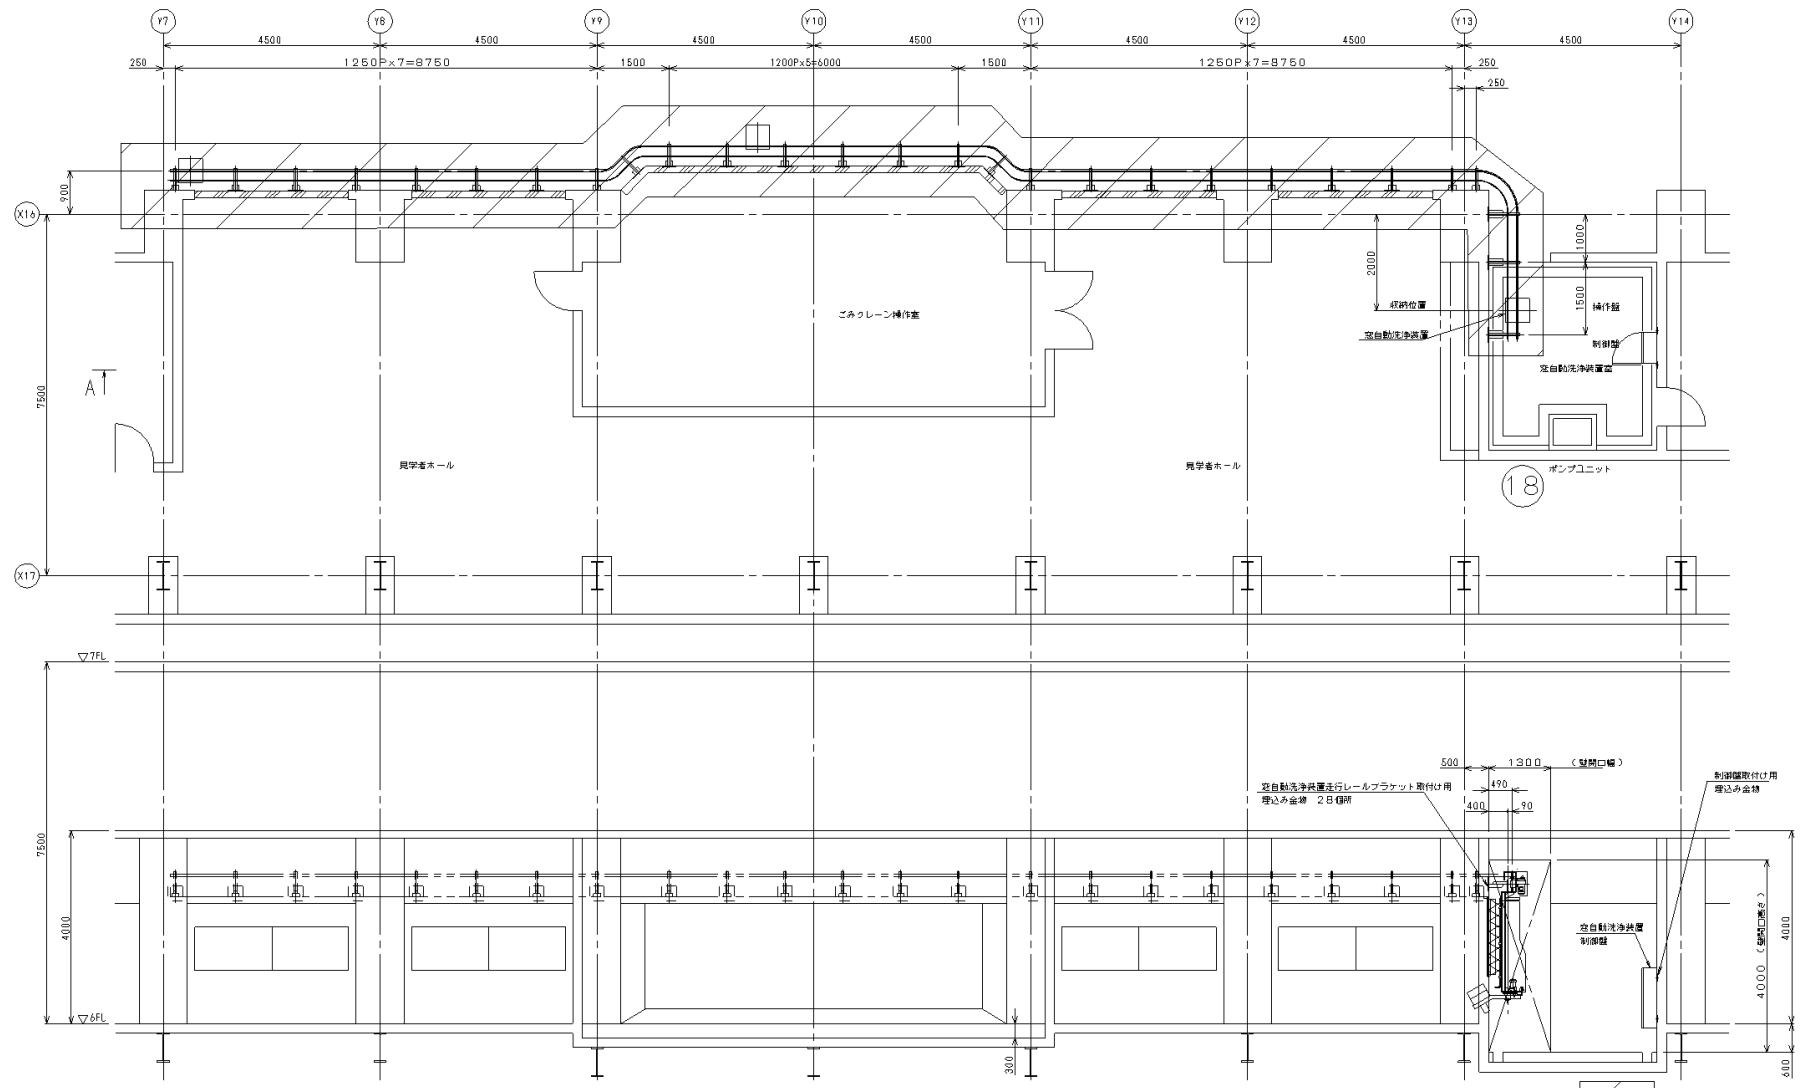 Y7
Y8
Y9
Y10
Y11
Y12
Y13
Y14
4500
4500
4500
4500
4500
4500
4500
250
1250P×7=8750
1500
1200P×5=6000
1500
1250P×7=8750
250
250
900
X16
1000
2000
1500
収納位置
操作盤
ごみクレーン操作室
窓自動洗浄装置
制御盤
窓自動洗浄装置室
A
7500
見学者ホール
見学者ホール
ポンプユニット
18
X17
▽7FL
500
1300
(壁開口幅)
490
制御盤取付け用
埋込み金物
窓自動洗浄装置走行レールブラケット取付け用
埋込み金物 28個所
400
90
7500
4000
窓自動洗浄装置
制御盤
4000(壁開口高さ)
4000
▽6FL
300
600